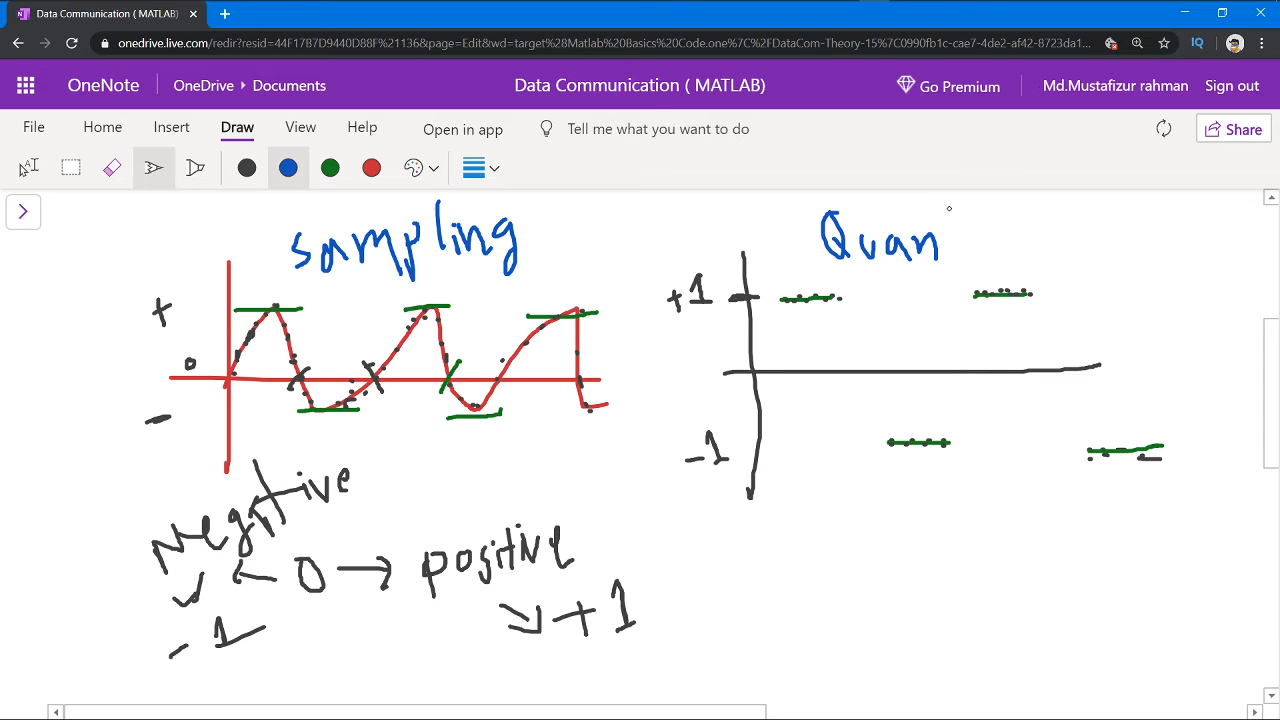 Data Communication (MATLAB)
onedrive.live.com/redir?resid=44F17B7D9440D88F%21136&page=Edit&wd=target%28Matlab%20Basics%20Code.one%7C%2FDataCom-Theory-15%7C0990fb1c-cae7-4de2-af42-8723da1...
OneNote
OneDrive
Documents
Data Communication ( MATLAB)
Go Premium
Md.Mustafizur rahman
Sign out
File
Home
Insert
Draw
View
Help
Open in app
Tell me what you want to do
Share
sampling
Quan
+
0
-
+1
-1
Negitive
← 0 → positive
-1
+1